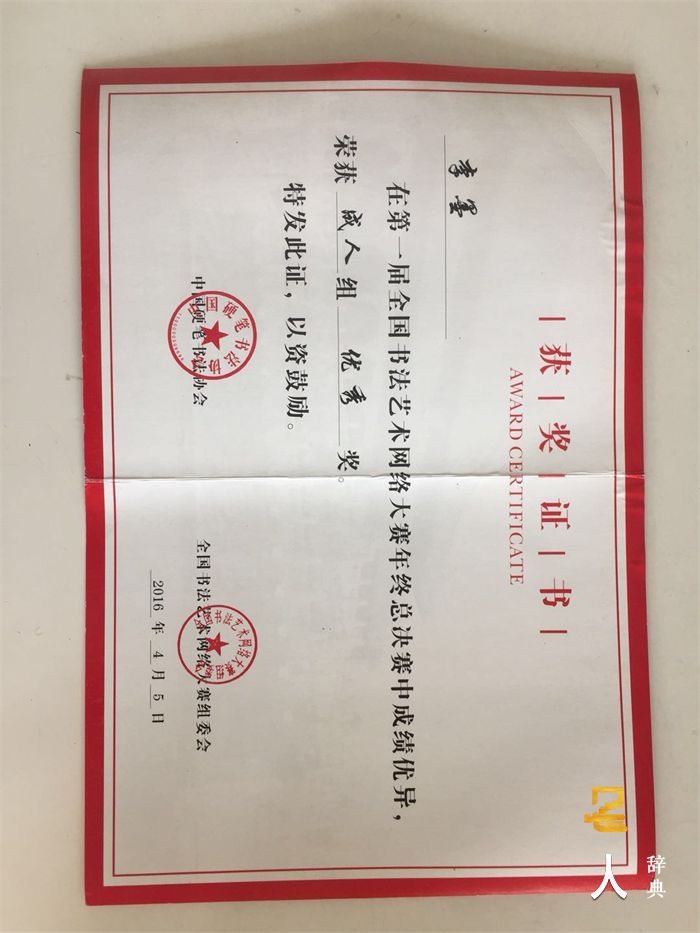 获奖证书
AWARD CERTIFICATE
李墨
在第一届全国书法艺术网络大赛年终总决赛中成绩优异，
荣获 成人组 优秀 奖。
特发此证，以资鼓励。
中国硬笔书法协会
全国书法艺术网络大赛组委会
2016 年 4 月 5 日
人
辞典